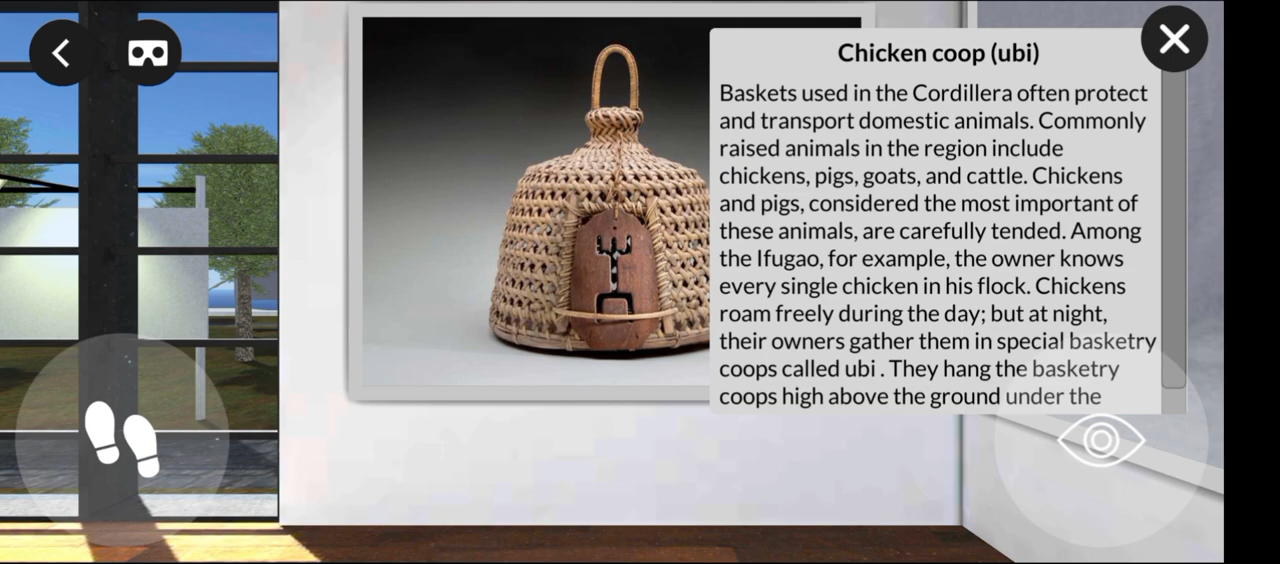 Chicken coop (ubi)
Baskets used in the Cordillera often protect
and transport domestic animals. Commonly
raised animals in the region include
chickens, pigs, goats, and cattle. Chickens
and pigs, considered the most important of
these animals, are carefully tended. Among
the Ifugao, for example, the owner knows
every single chicken in his flock. Chickens
roam freely during the day; but at night,
their owners gather them in special basketry
coops called ubi . They hang the basketry
coops high above the ground under the